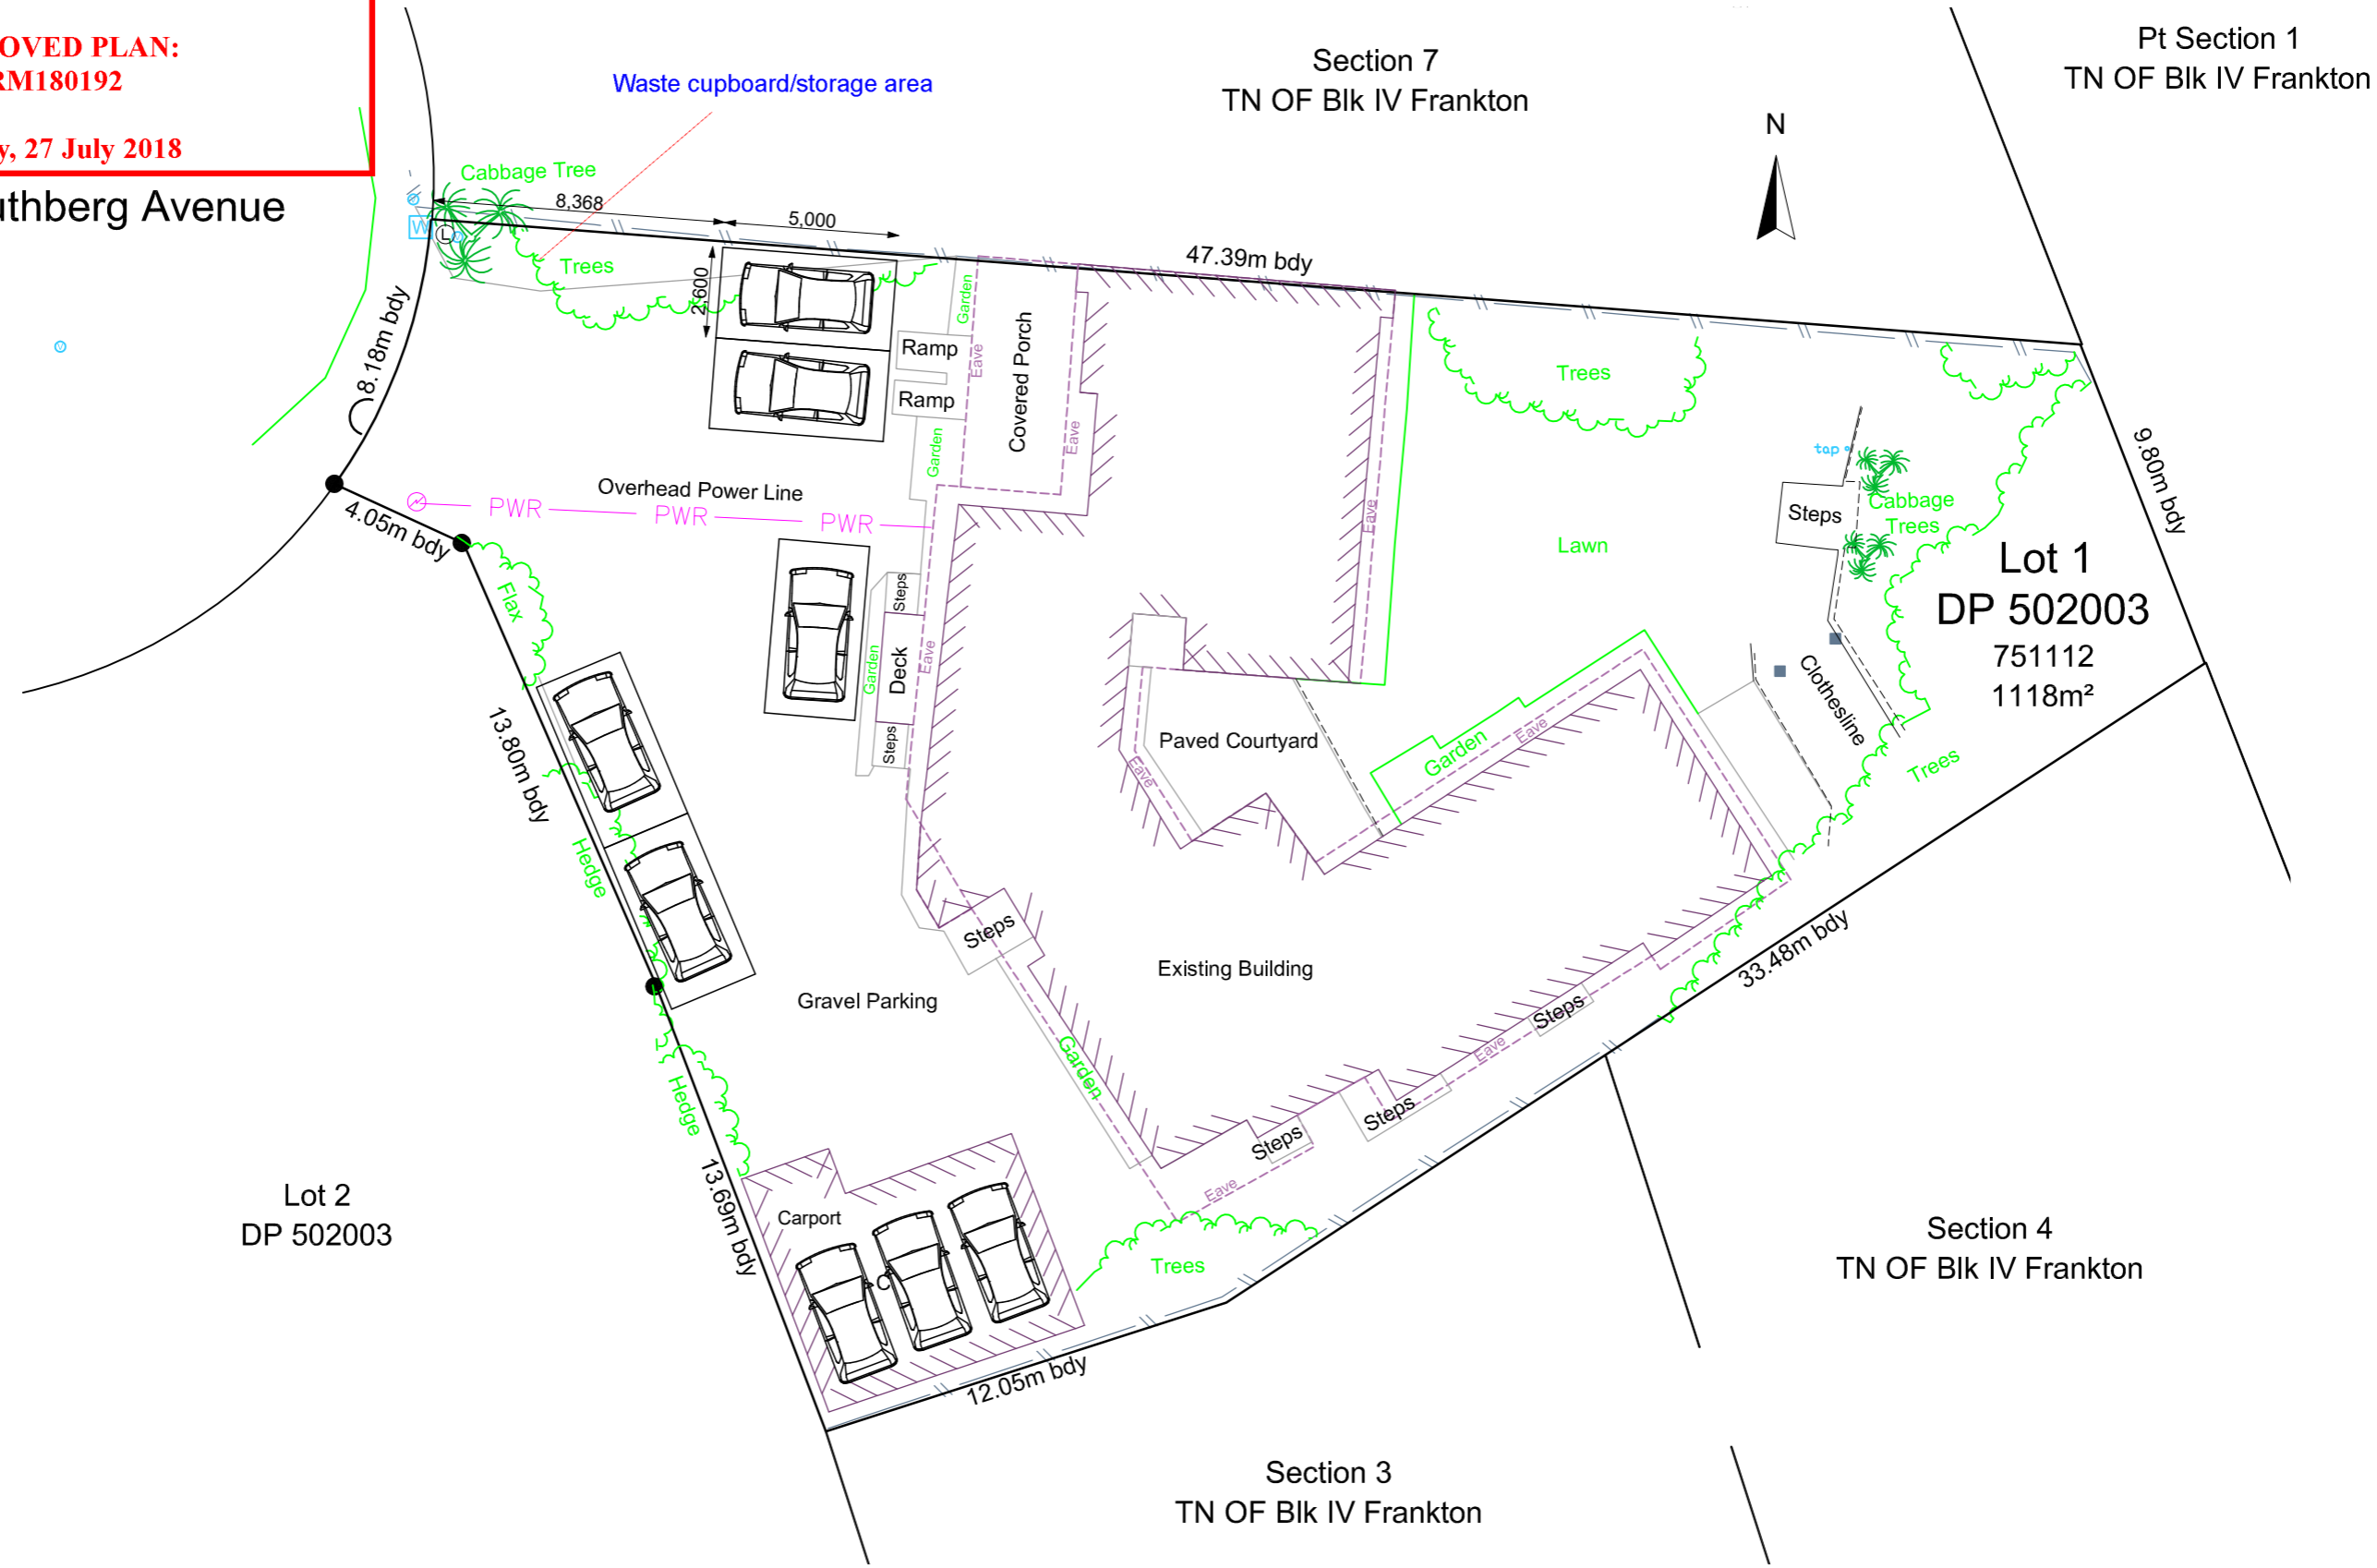 OVED PLAN:
RM180192
y, 27 July 2018
uthberg Avenue
Waste cupboard/storage area
Section 7
TN OF Blk IV Frankton
Pt Section 1
TN OF Blk IV Frankton
N
Cabbage Tree
8,368
5,000
2,600
47.39m bdy
W
L
Trees
8.18m bdy
Garden
Ramp
Ramp
Eave
Covered Porch
Eave
Garden
Trees
tap
Cabbage
Trees
Steps
9.80m bdy
Overhead Power Line
PWR
PWR
PWR
4.05m bdy
Eave
Lawn
Lot 1
DP 502003
751112
1118m²
Flax
Steps
Garden
Deck
Eave
Steps
Clothesline
Trees
13.80m bdy
Paved Courtyard
Eave
Garden
Eave
Hedge
Steps
Existing Building
33.48m bdy
Gravel Parking
Steps
Eave
Garden
Hedge
Steps
Steps
Eave
Trees
13.69m bdy
Carport
C
12.05m bdy
Lot 2
DP 502003
Section 4
TN OF Blk IV Frankton
Section 3
TN OF Blk IV Frankton